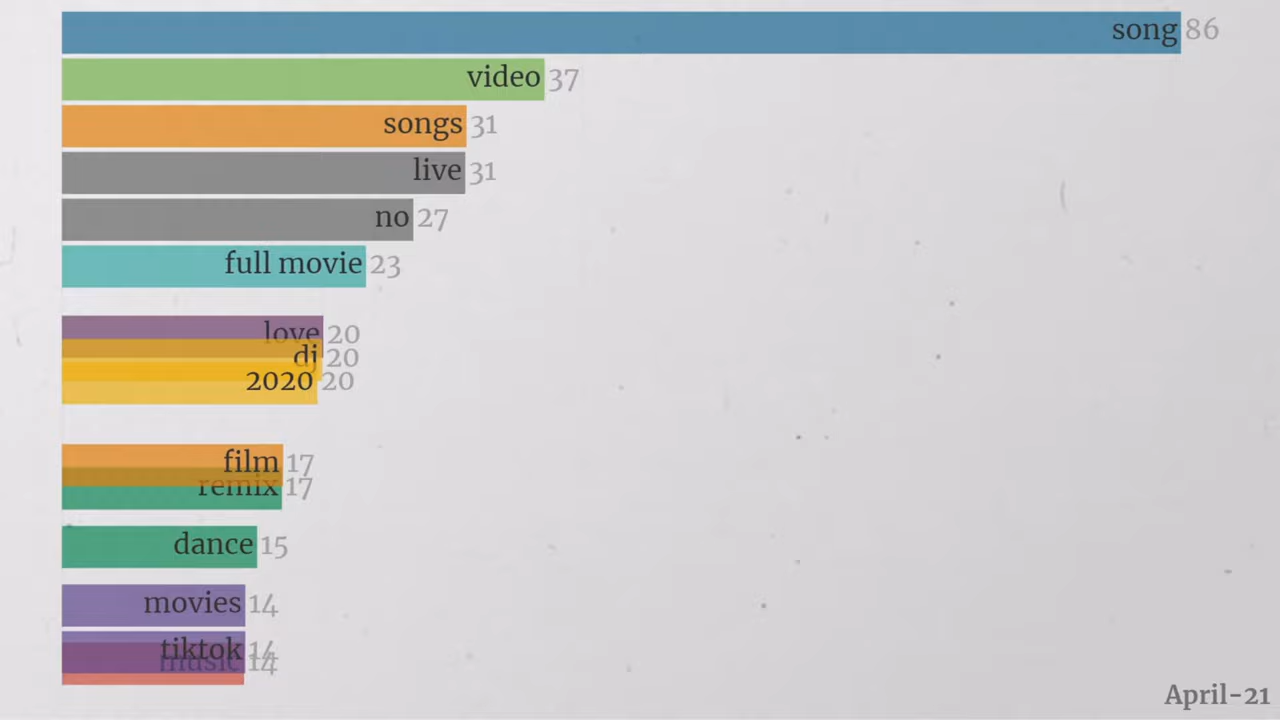 song 86
video 37
songs 31
live 31
no 27
full movie 23
love 20
dj 20
2020 20
film 17
remix 17
dance 15
movies 14
tiktok 14
music 14
April-21